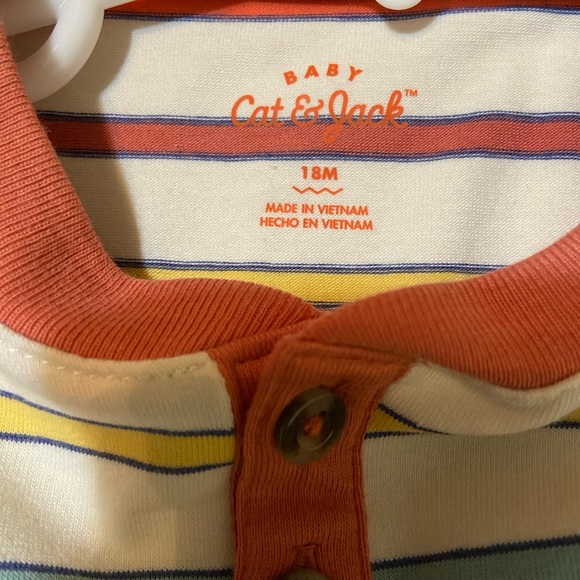 BABY
Cat & Jack™
18M
MADE IN VIETNAM
HECHO EN VIETNAM